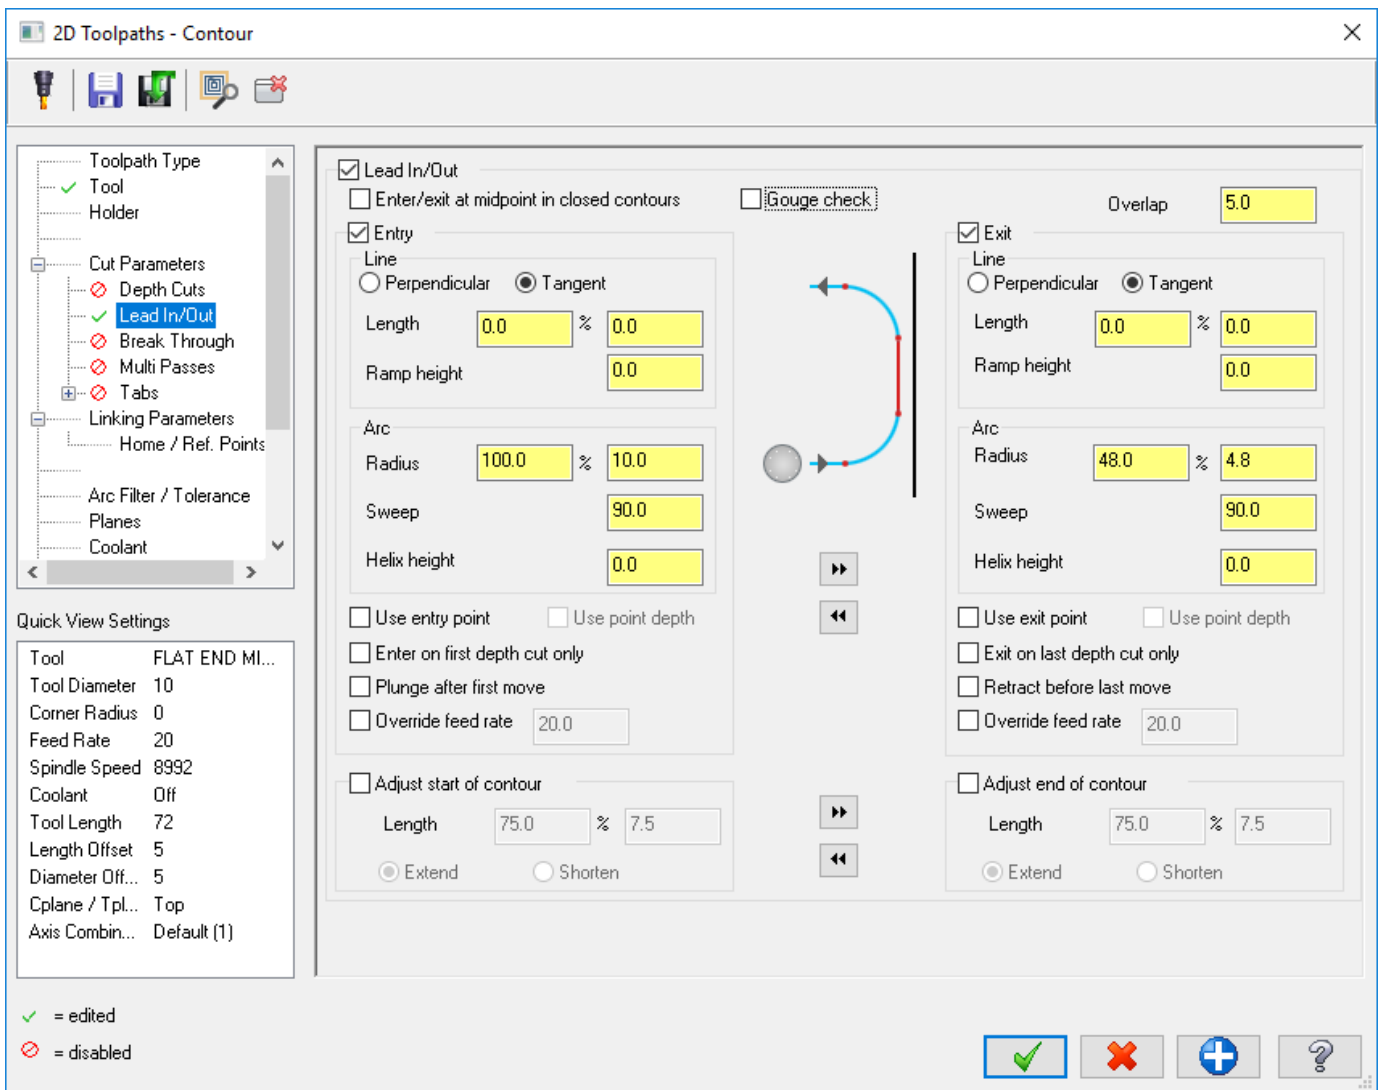 2D Toolpaths - Contour
Toolpath Type
Tool
Holder
Cut Parameters
Depth Cuts
Lead In/Out
Break Through
Multi Passes
Tabs
Linking Parameters
Home / Ref. Points
Arc Filter / Tolerance
Planes
Coolant
Quick View Settings
Tool FLAT END MI...
Tool Diameter 10
Corner Radius 0
Feed Rate 20
Spindle Speed 8992
Coolant Off
Tool Length 72
Length Offset 5
Diameter Off... 5
Cplane / Tpl... Top
Axis Combin... Default (1)
= edited
= disabled
Lead In/Out
Enter/exit at midpoint in closed contours
Gouge check
Overlap 5.0
Entry
Line
Perpendicular Tangent
Length 0.0 % 0.0
Ramp height 0.0
Arc
Radius 100.0 % 10.0
Sweep 90.0
Helix height 0.0
Use entry point Use point depth
Enter on first depth cut only
Plunge after first move
Override feed rate 20.0
Adjust start of contour
Length 75.0 % 7.5
Extend Shorten
Exit
Line
Perpendicular Tangent
Length 0.0 % 0.0
Ramp height 0.0
Arc
Radius 48.0 % 4.8
Sweep 90.0
Helix height 0.0
Use exit point Use point depth
Exit on last depth cut only
Retract before last move
Override feed rate 20.0
Adjust end of contour
Length 75.0 % 7.5
Extend Shorten